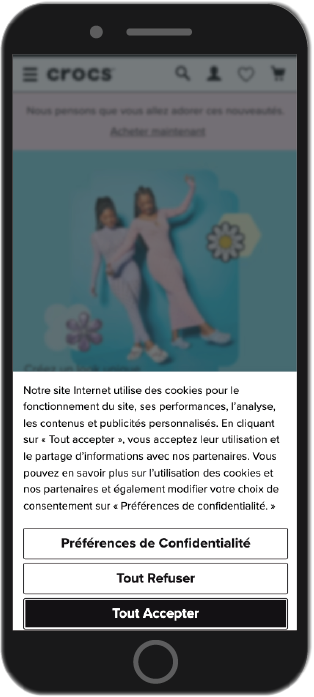 crocs
Nous pensons que vous allez adorer ces nouveautés.
Acheter maintenant
Notre site Internet utilise des cookies pour le
fonctionnement du site, ses performances, l'analyse,
les contenus et publicités personnalisés. En cliquant
sur « Tout accepter », vous acceptez leur utilisation et
le partage d'informations avec nos partenaires. Vous
pouvez en savoir plus sur l'utilisation des cookies et
nos partenaires et également modifier votre choix de
consentement sur « Préférences de confidentialité. »
Préférences de Confidentialité
Tout Refuser
Tout Accepter